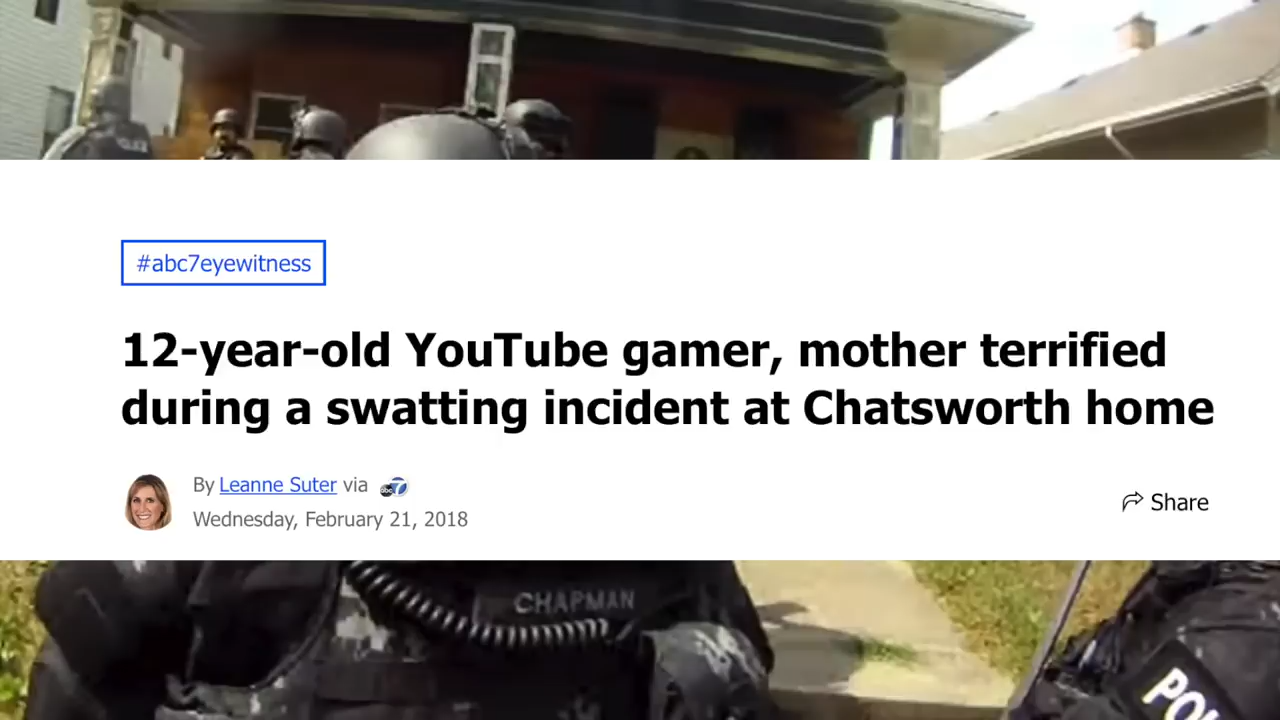 #abc7eyewitness
12-year-old YouTube gamer, mother terrified
during a swatting incident at Chatsworth home
By Leanne Suter via abc7
Wednesday, February 21, 2018
Share
CHAPMAN